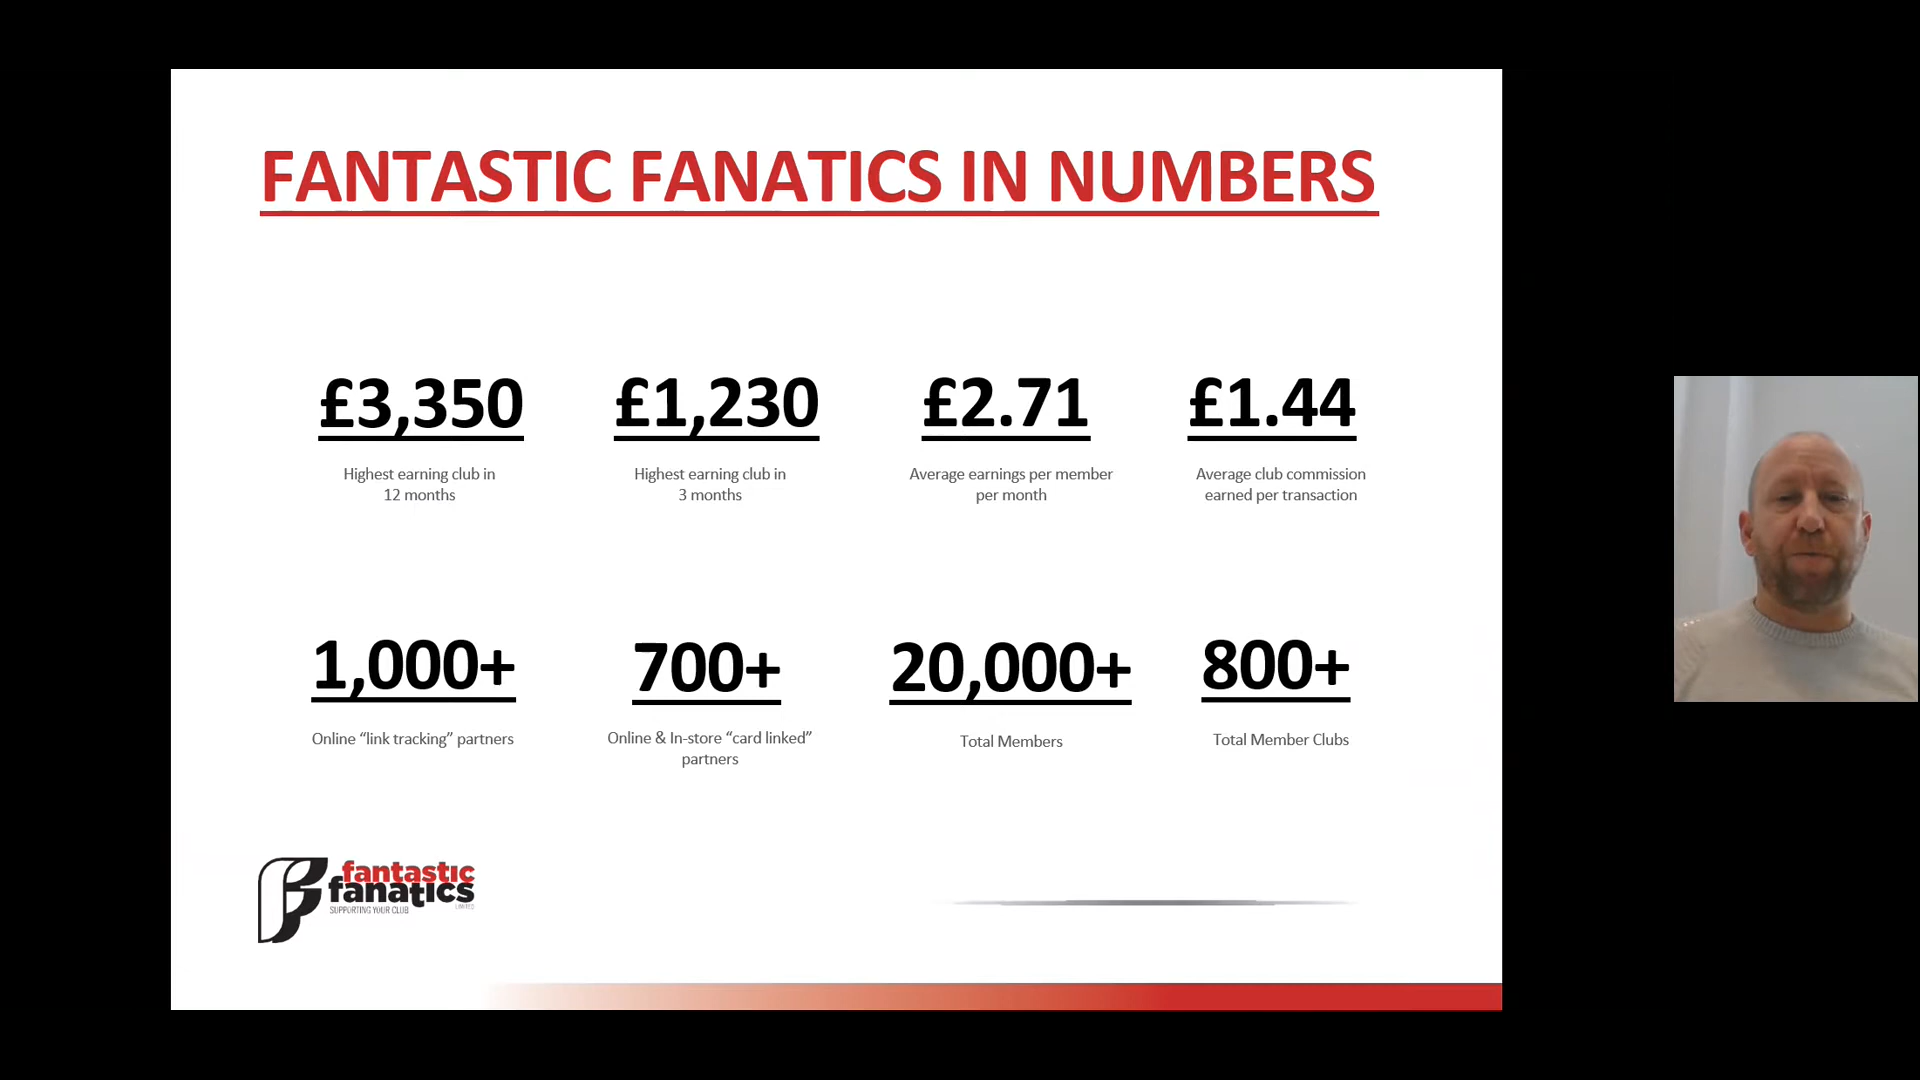 FANTASTIC FANATICS IN NUMBERS
£3,350
Highest earning club in
12 months
£1,230
Highest earning club in
3 months
£2.71
Average earnings per member
per month
£1.44
Average club commission
earned per transaction
1,000+
Online “link tracking” partners
700+
Online & In-store “card linked”
partners
20,000+
Total Members
800+
Total Member Clubs
fantastic
fanatics
LIMITED
SUPPORTING YOUR CLUB